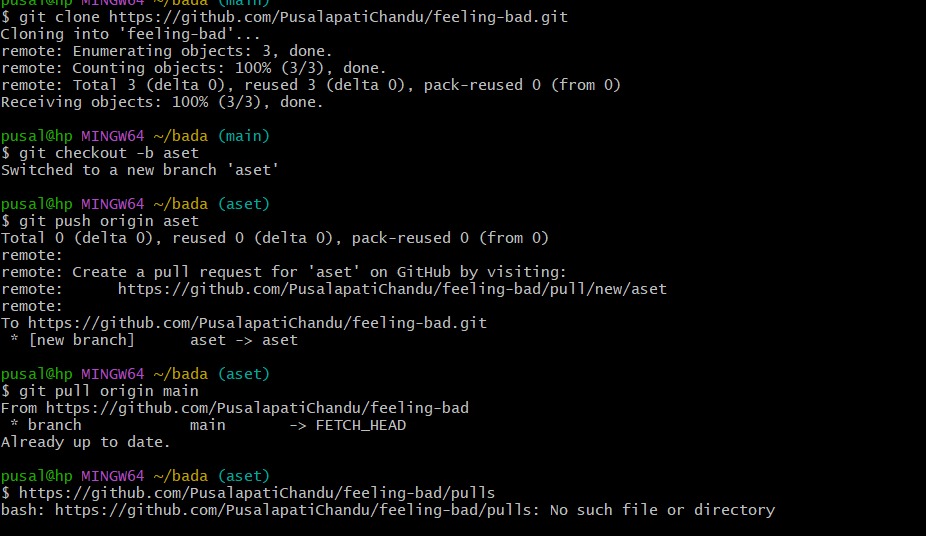 pusal@hp MINGW64 ~/bada (main)
$ git clone https://github.com/PusalapatiChandu/feeling-bad.git
Cloning into 'feeling-bad'...
remote: Enumerating objects: 3, done.
remote: Counting objects: 100% (3/3), done.
remote: Total 3 (delta 0), reused 3 (delta 0), pack-reused 0 (from 0)
Receiving objects: 100% (3/3), done.
pusal@hp MINGW64 ~/bada (main)
$ git checkout -b aset
Switched to a new branch 'aset'
pusal@hp MINGW64 ~/bada (aset)
$ git push origin aset
Total 0 (delta 0), reused 0 (delta 0), pack-reused 0 (from 0)
remote:
remote: Create a pull request for 'aset' on GitHub by visiting:
remote:      https://github.com/PusalapatiChandu/feeling-bad/pull/new/aset
remote:
To https://github.com/PusalapatiChandu/feeling-bad.git
 * [new branch]      aset -> aset
pusal@hp MINGW64 ~/bada (aset)
$ git pull origin main
From https://github.com/PusalapatiChandu/feeling-bad
 * branch            main       -> FETCH_HEAD
Already up to date.
pusal@hp MINGW64 ~/bada (aset)
$ https://github.com/PusalapatiChandu/feeling-bad/pulls
bash: https://github.com/PusalapatiChandu/feeling-bad/pulls: No such file or directory